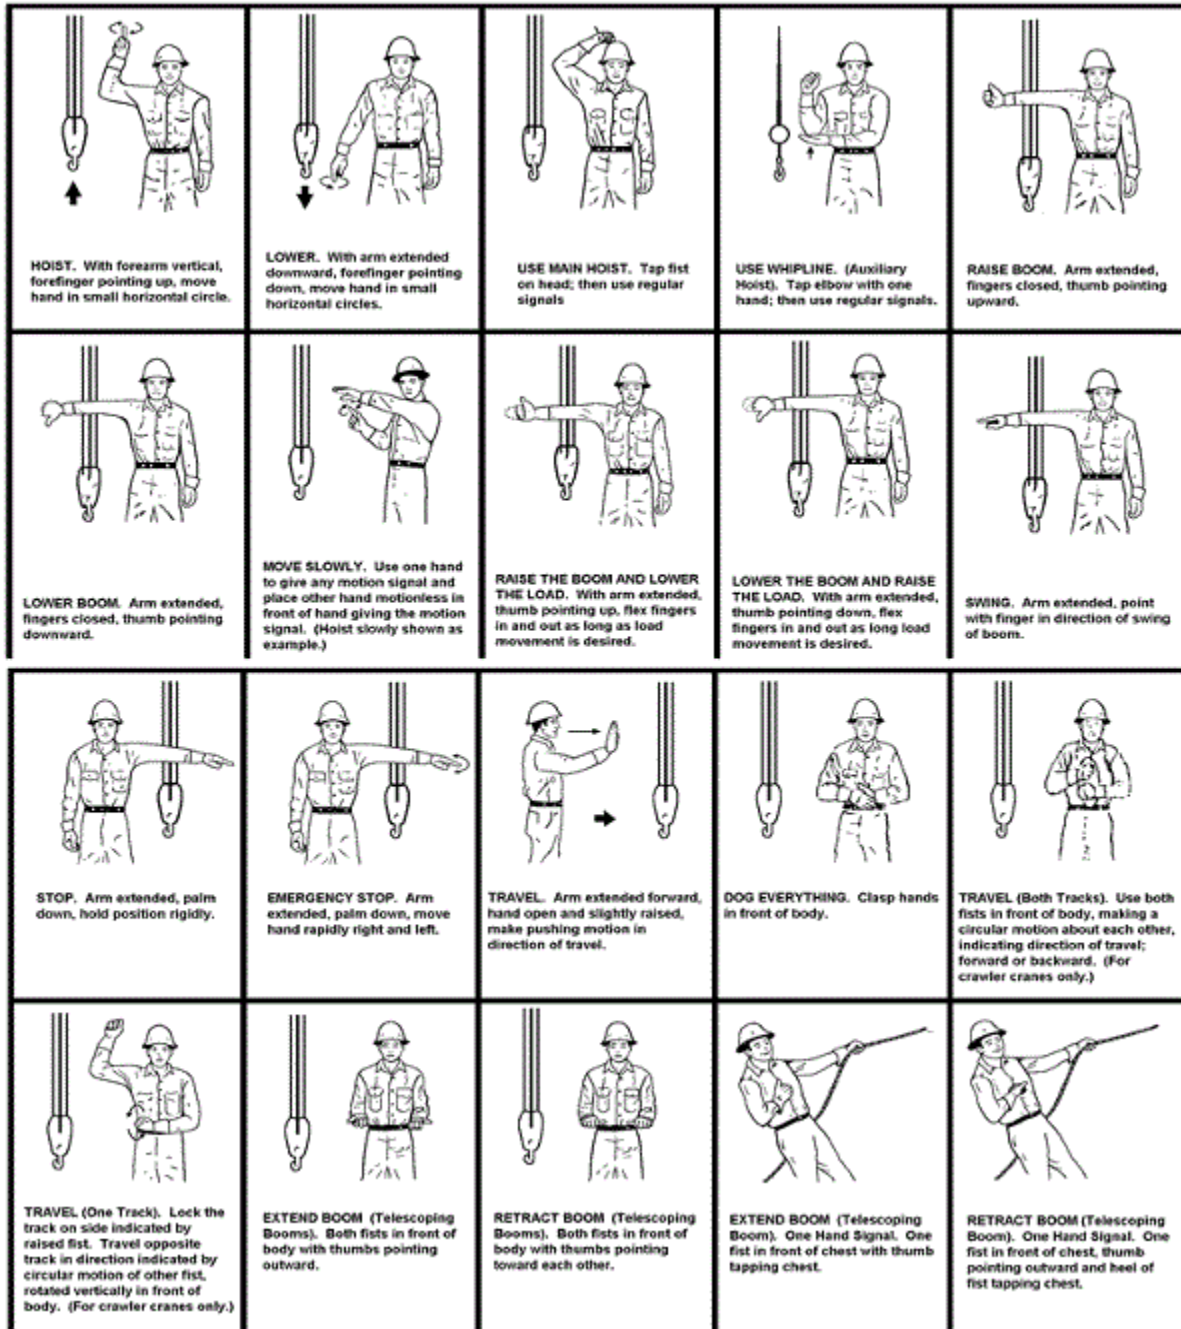 HOIST. With forearm vertical,
forefinger pointing up, move
hand in small horizontal circle.
LOWER. With arm extended
downward, forefinger pointing
down, move hand in small
horizontal circles.
USE MAIN HOIST. Tap fist
on head; then use regular
signals
USE WHIPLINE. (Auxiliary
Hoist). Tap elbow with one
hand; then use regular signals.
RAISE BOOM. Arm extended,
fingers closed, thumb pointing
upward.
LOWER BOOM. Arm extended,
fingers closed, thumb pointing
downward.
MOVE SLOWLY. Use one hand
to give any motion signal and
place other hand motionless in
front of hand giving the motion
signal. (Hoist slowly shown as
example.)
RAISE THE BOOM AND LOWER
THE LOAD. With arm extended,
thumb pointing up, flex fingers
in and out as long as load
movement is desired.
LOWER THE BOOM AND RAISE
THE LOAD. With arm extended,
thumb pointing down, flex
fingers in and out as long load
movement is desired.
SWING. Arm extended, point
with finger in direction of swing
of boom.
STOP. Arm extended, palm
down, hold position rigidly.
EMERGENCY STOP. Arm
extended, palm down, move
hand rapidly right and left.
TRAVEL. Arm extended forward,
hand open and slightly raised,
make pushing motion in
direction of travel.
DOG EVERYTHING. Clasp hands
in front of body.
TRAVEL (Both Tracks). Use both
fists in front of body, making a
circular motion about each other,
indicating direction of travel;
forward or backward. (For
crawler cranes only.)
TRAVEL (One Track). Lock the
track on side indicated by
raised fist. Travel opposite
track in direction indicated by
circular motion of other fist,
rotated vertically in front of
body. (For crawler cranes only.)
EXTEND BOOM (Telescoping
Booms). Both fists in front of
body with thumbs pointing
outward.
RETRACT BOOM (Telescoping
Booms). Both fists in front of
body with thumbs pointing
toward each other.
EXTEND BOOM (Telescoping
Boom). One Hand Signal. One
fist in front of chest with thumb
tapping chest.
RETRACT BOOM (Telescoping
Boom). One Hand Signal. One
fist in front of chest, thumb
pointing outward and heel of
fist tapping chest.